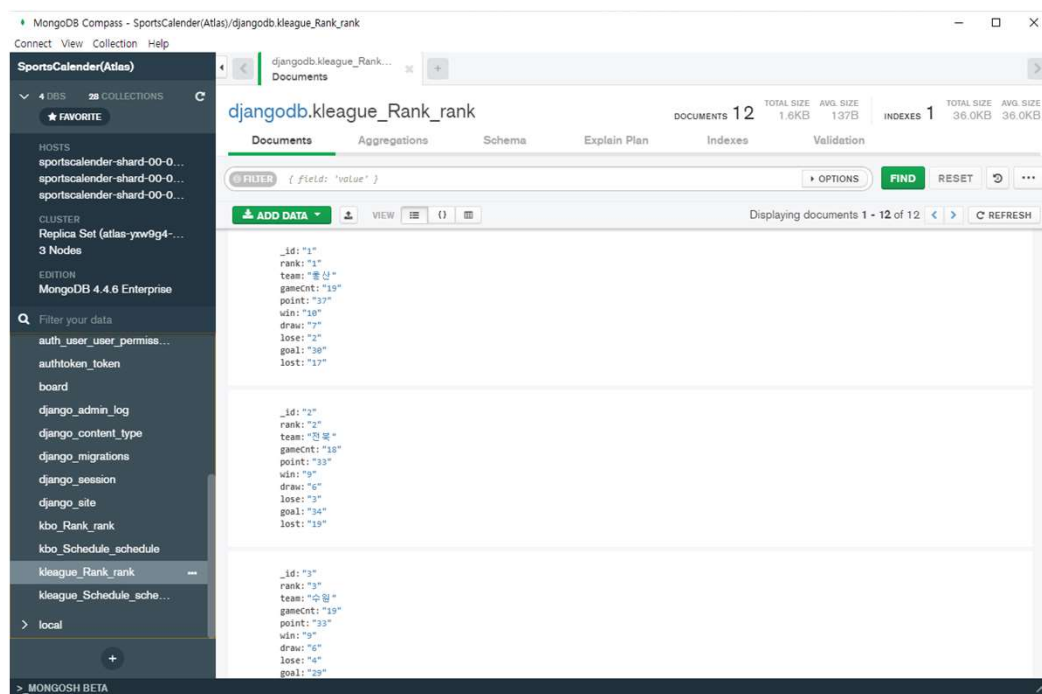 MongoDB Compass - SportsCalender(Atlas)/djangodb.kleague_Rank_rank
Connect View Collection Help
SportsCalender(Atlas)
4 DBS 28 COLLECTIONS
★ FAVORITE
HOSTS
sportscalender-shard-00-0...
sportscalender-shard-00-0...
sportscalender-shard-00-0...
CLUSTER
Replica Set (atlas-yxw9g4-...
3 Nodes
EDITION
MongoDB 4.4.6 Enterprise
Filter your data
auth_user_user_permiss...
authtoken_token
board
django_admin_log
django_content_type
django_migrations
django_session
django_site
kbo_Rank_rank
kbo_Schedule_schedule
kleague_Rank_rank
kleague_Schedule_sche...
local
+
>_MONGOSH BETA
djangodb.kleague_Rank...
Documents
djangodb.kleague_Rank_rank
DOCUMENTS 12 TOTAL SIZE 1.6KB AVG. SIZE 137B INDEXES 1 TOTAL SIZE 36.0KB AVG. SIZE 36.0KB
Documents Aggregations Schema Explain Plan Indexes Validation
FILTER { field: 'value' } OPTIONS FIND RESET ...
ADD DATA VIEW {} Displaying documents 1 - 12 of 12 < > REFRESH
_id: "1"
rank: "1"
team: "울산"
gameCnt: "19"
point: "37"
win: "10"
draw: "7"
lose: "2"
goal: "30"
lost: "17"
_id: "2"
rank: "2"
team: "전북"
gameCnt: "18"
point: "33"
win: "9"
draw: "6"
lose: "3"
goal: "34"
lost: "19"
_id: "3"
rank: "3"
team: "수원"
gameCnt: "19"
point: "33"
win: "9"
draw: "6"
lose: "4"
goal: "29"